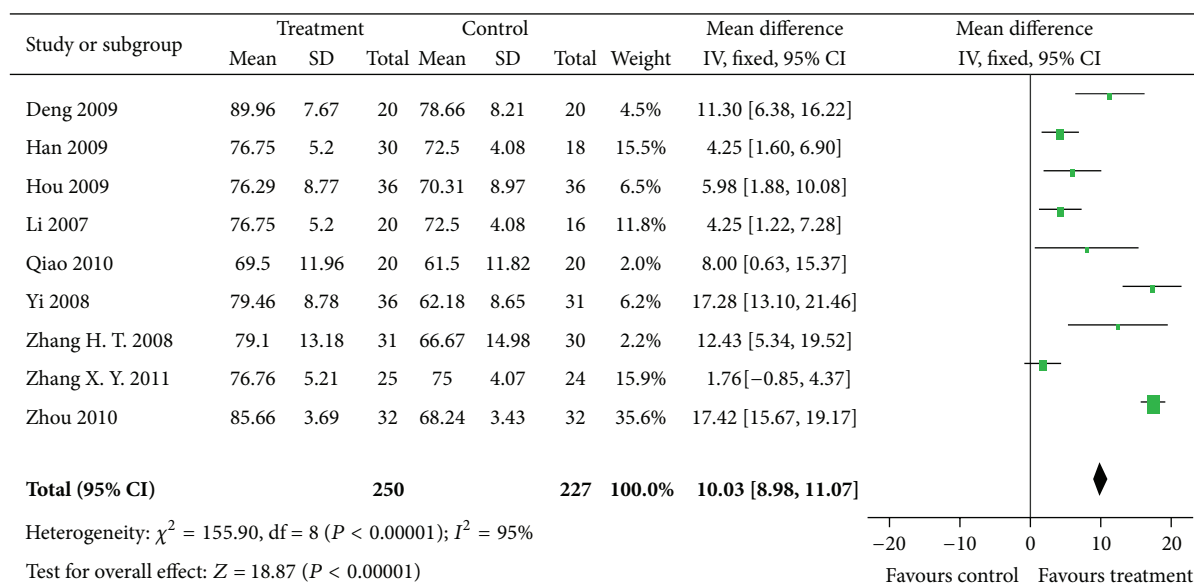 Treatment Control Mean difference Mean difference
Study or subgroup
Mean SD Total Mean SD Total Weight IV, fixed, 95% CI IV, fixed, 95% CI
Deng 2009 89.96 7.67 20 78.66 8.21 20 4.5% 11.30 [6.38, 16.22]
Han 2009 76.75 5.2 30 72.5 4.08 18 15.5% 4.25 [1.60, 6.90]
Hou 2009 76.29 8.77 36 70.31 8.97 36 6.5% 5.98 [1.88, 10.08]
Li 2007 76.75 5.2 20 72.5 4.08 16 11.8% 4.25 [1.22, 7.28]
Qiao 2010 69.5 11.96 20 61.5 11.82 20 2.0% 8.00 [0.63, 15.37]
Yi 2008 79.46 8.78 36 62.18 8.65 31 6.2% 17.28 [13.10, 21.46]
Zhang H. T. 2008 79.1 13.18 31 66.67 14.98 30 2.2% 12.43 [5.34, 19.52]
Zhang X. Y. 2011 76.76 5.21 25 75 4.07 24 15.9% 1.76[−0.85, 4.37]
Zhou 2010 85.66 3.69 32 68.24 3.43 32 35.6% 17.42 [15.67, 19.17]
Total (95% CI) 250 227 100.0% 10.03 [8.98, 11.07]
Heterogeneity: χ² = 155.90, df = 8 (P < 0.00001); I² = 95%
−20 −10 0 10 20
Test for overall effect: Z = 18.87 (P < 0.00001)
Favours control Favours treatment